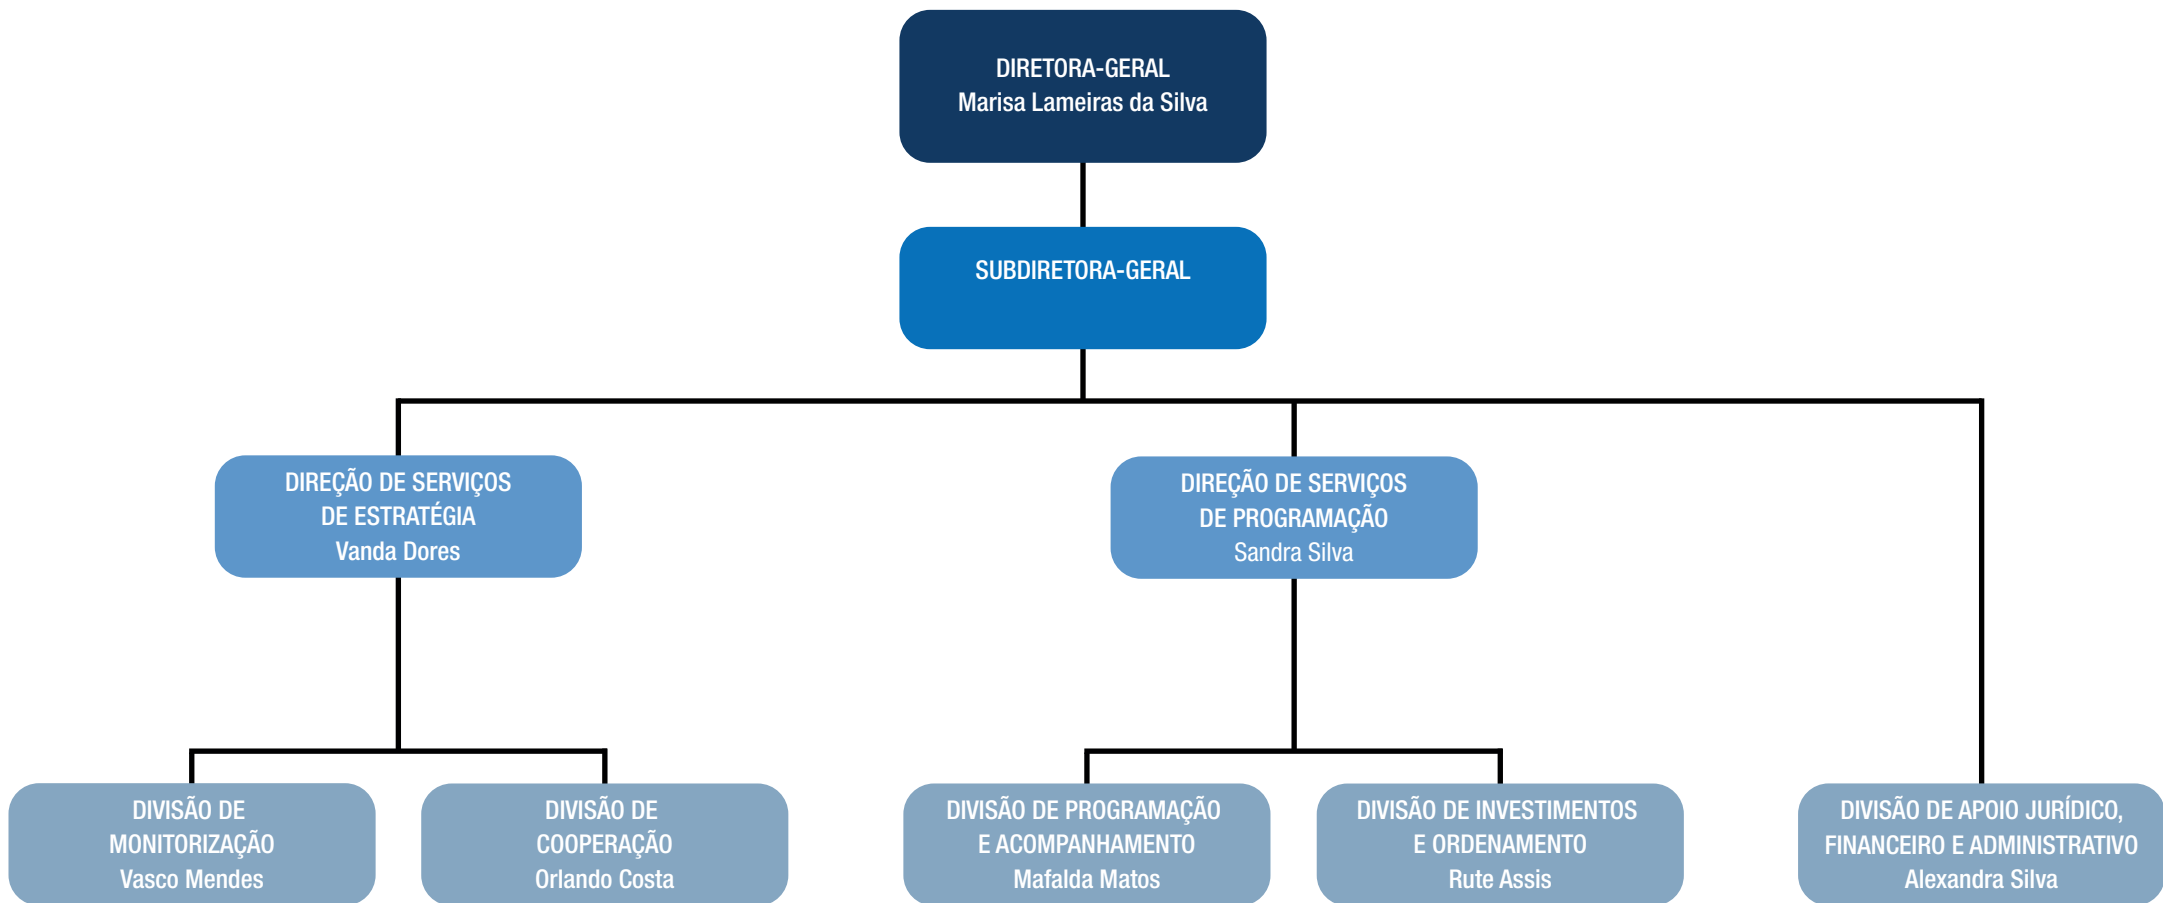 DIRETORA-GERAL
Marisa Lameiras da Silva
SUBDIRETORA-GERAL
DIREÇÃO DE SERVIÇOS
DE ESTRATÉGIA
Vanda Dores
DIREÇÃO DE SERVIÇOS
DE PROGRAMAÇÃO
Sandra Silva
DIVISÃO DE
MONITORIZAÇÃO
Vasco Mendes
DIVISÃO DE
COOPERAÇÃO
Orlando Costa
DIVISÃO DE PROGRAMAÇÃO
E ACOMPANHAMENTO
Mafalda Matos
DIVISÃO DE INVESTIMENTOS
E ORDENAMENTO
Rute Assis
DIVISÃO DE APOIO JURÍDICO,
FINANCEIRO E ADMINISTRATIVO
Alexandra Silva